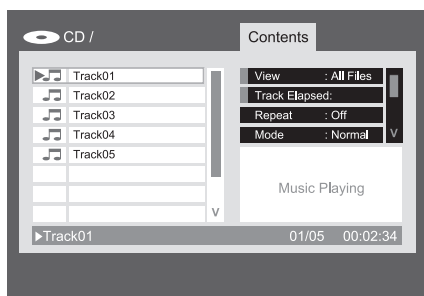 CD /
Contents
Track01
Track02
Track03
Track04
Track05
V
View : All Files
Track Elapsed:
Repeat : Off
Mode : Normal
V
Music Playing
Track01 01/05 00:02:34